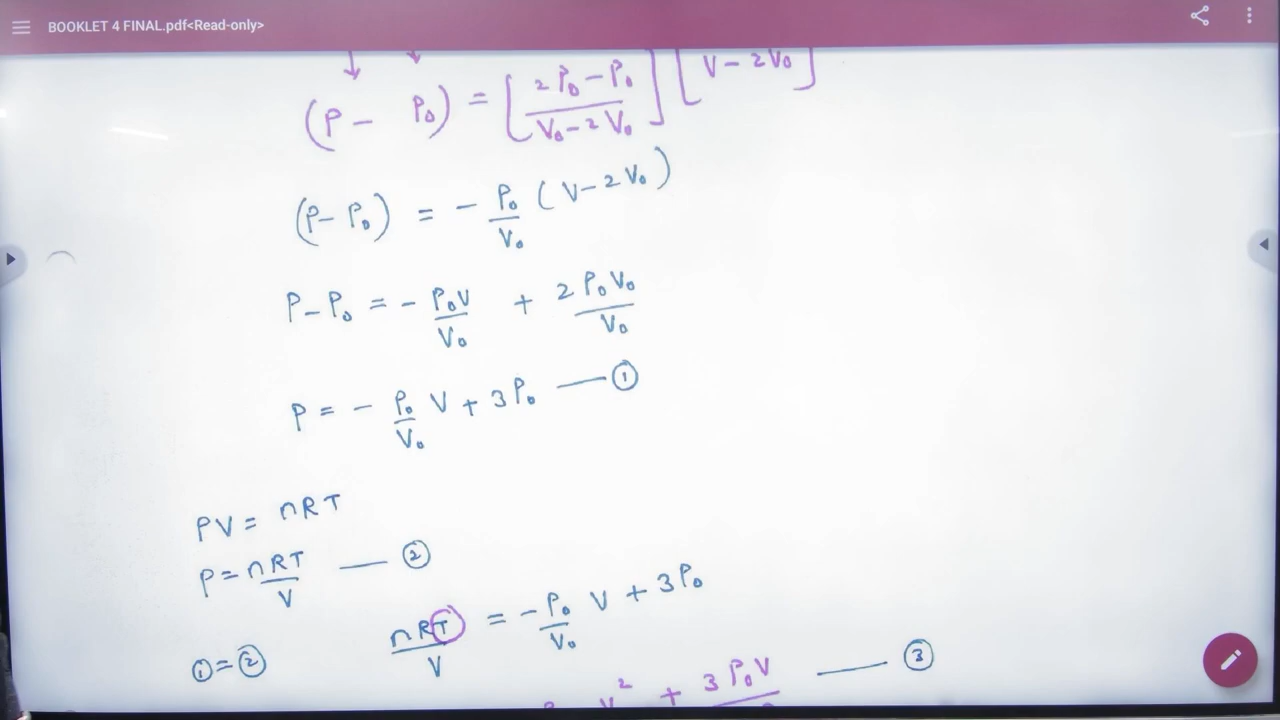 BOOKLET 4 FINAL.pdf<Read-only>
(P - P₀) = [(2P₀ - P₀)/(V₀ - 2V₀)] [V - 2V₀]
(P - P₀) = - P₀/V₀ (V - 2V₀)
P - P₀ = - P₀V/V₀ + 2P₀V₀/V₀
P = - P₀/V₀ V + 3P₀ — ①
PV = nRT
P = nRT/V — ②
① = ② nRT/V = - P₀/V₀ V + 3P₀
V² + 3P₀V — ③